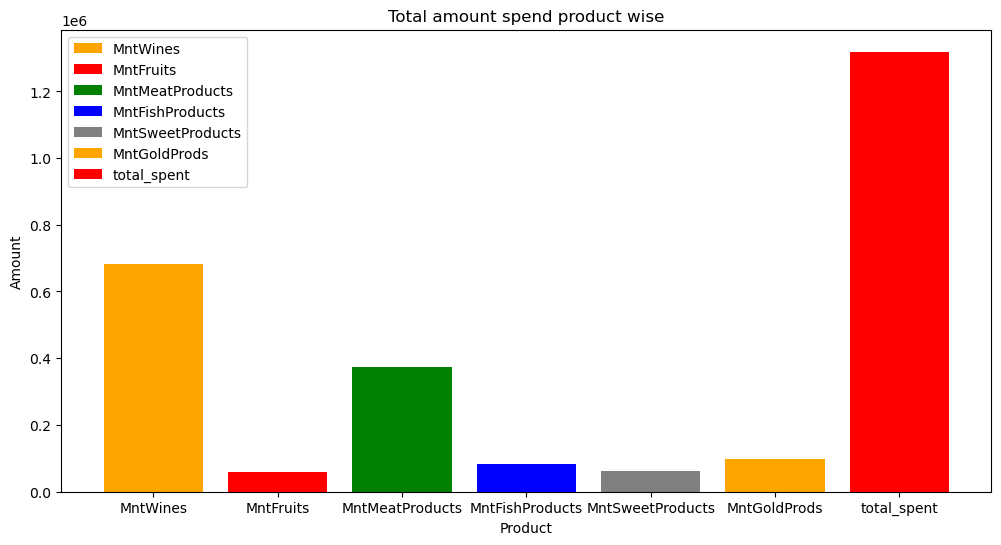 Total amount spend product wise
1e6
MntWines
MntFruits
MntMeatProducts
MntFishProducts
MntSweetProducts
MntGoldProds
total_spent
1.2
1.0
0.8
0.6
0.4
0.2
0.0
Amount
MntWines MntFruits MntMeatProducts MntFishProducts MntSweetProducts MntGoldProds total_spent
Product